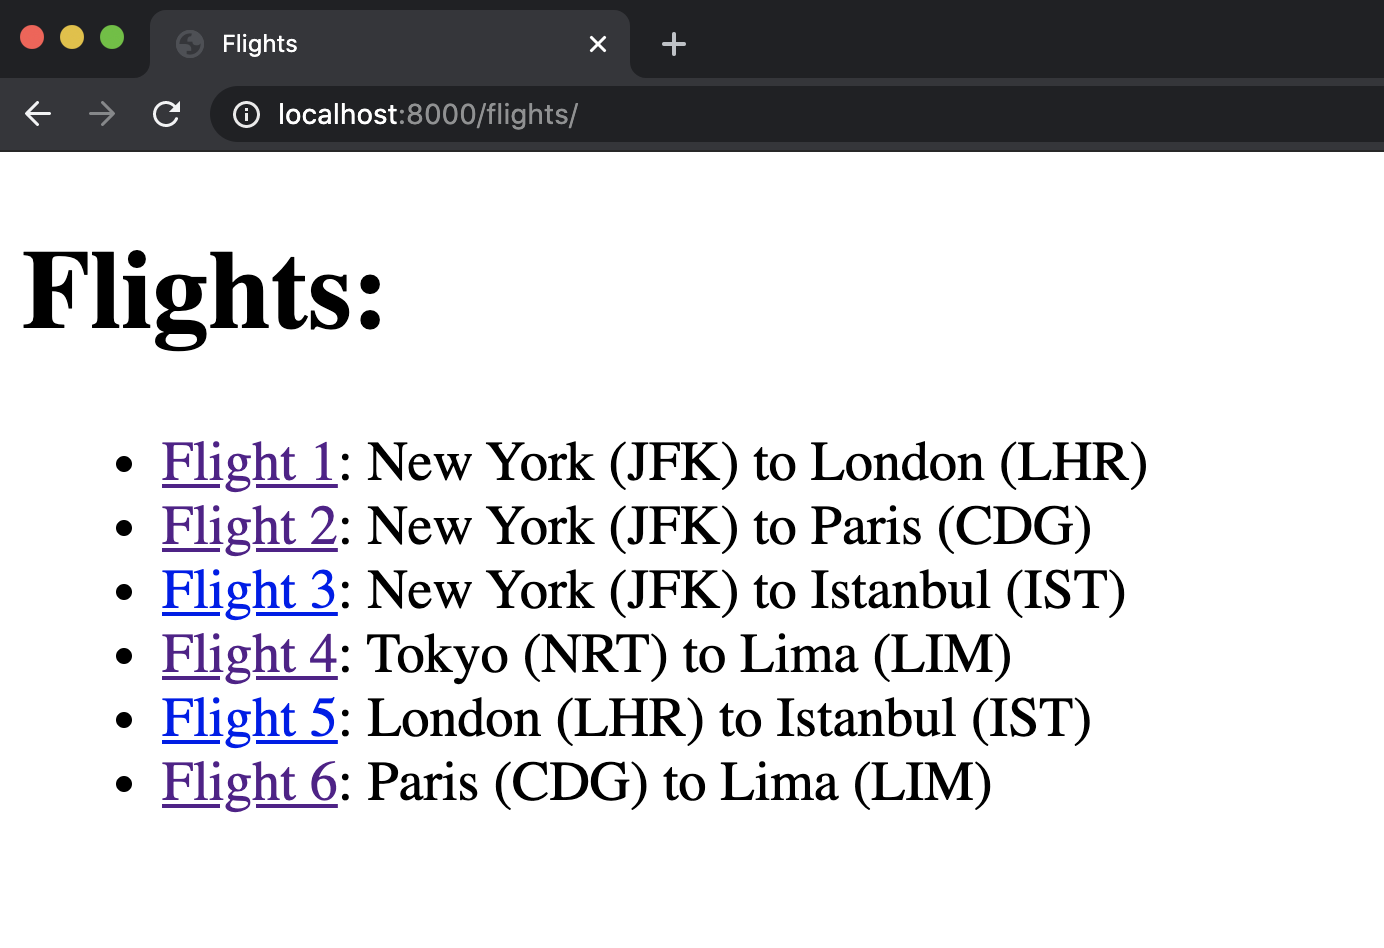 Flights
localhost:8000/flights/
Flights:
Flight 1: New York (JFK) to London (LHR)
Flight 2: New York (JFK) to Paris (CDG)
Flight 3: New York (JFK) to Istanbul (IST)
Flight 4: Tokyo (NRT) to Lima (LIM)
Flight 5: London (LHR) to Istanbul (IST)
Flight 6: Paris (CDG) to Lima (LIM)